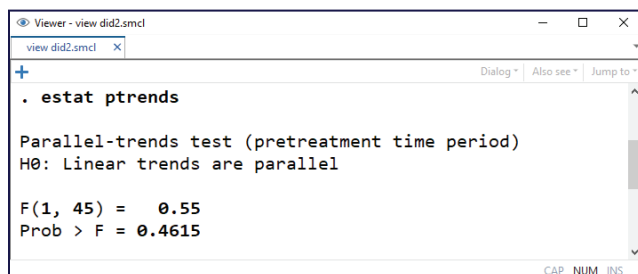 Viewer - view did2.smcl
view did2.smcl
Dialog Also see Jump to
. estat ptrends
Parallel-trends test (pretreatment time period)
H0: Linear trends are parallel
F(1, 45) = 0.55
Prob > F = 0.4615
CAP NUM INS